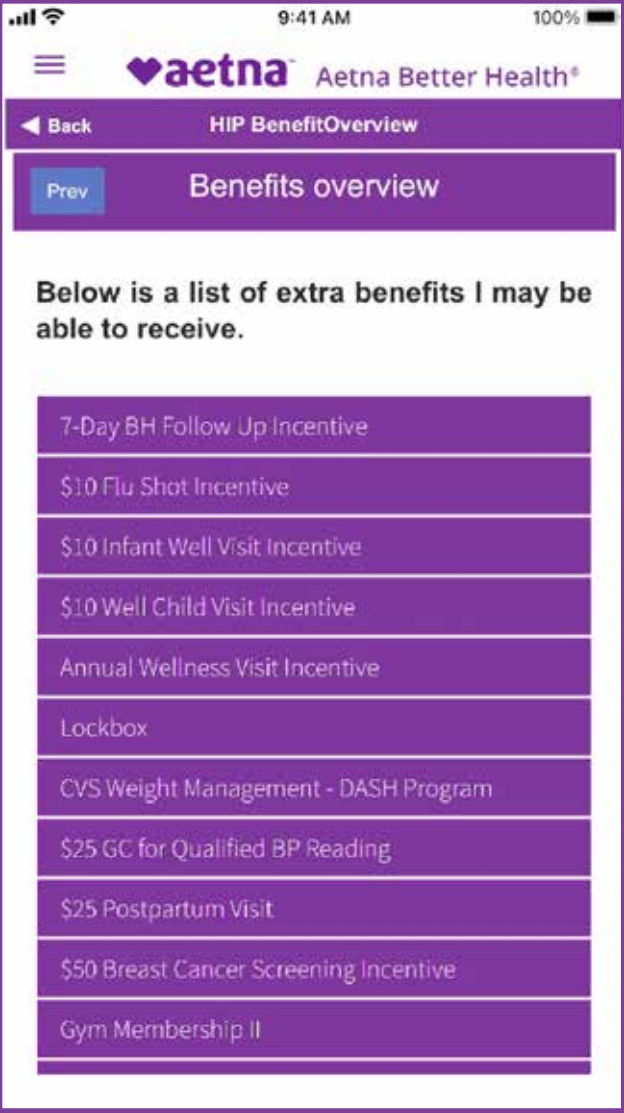 9:41 AM
100%
aetna™ Aetna Better Health®
Back
HIP BenefitOverview
Prev
Benefits overview
Below is a list of extra benefits I may be
able to receive.
7-Day BH Follow Up Incentive
$10 Flu Shot Incentive
$10 Infant Well Visit Incentive
$10 Well Child Visit Incentive
Annual Wellness Visit Incentive
Lockbox
CVS Weight Management - DASH Program
$25 GC for Qualified BP Reading
$25 Postpartum Visit
$50 Breast Cancer Screening Incentive
Gym Membership II